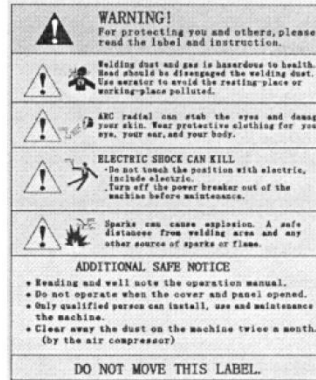 WARNING!
For protecting you and others, please
read the label and instruction.
Welding dust and gas is hazardous to health.
Head should be disengaged the welding dust.
Use aerator to avoid the resting-place or
working-place polluted.
ARC radial can stab the eyes and damag
your skin. Wear protective clothing for you
eye, your ear, and your body.
ELECTRIC SHOCK CAN KILL
·Do not touch the position with electric,
include electric.
.Turn off the power breaker out of the
machine before maintenance.
Sparks can cause explosion. A safe
distances from welding area and any
other source of sparks or flame.
ADDITIONAL SAFE NOTICE
● Reading and well note the operation manual.
● Do not operate when the cover and panel opened.
● Only qualified person can install, use and maintenance
the machine.
● Clear away the dust on the machine twice a month.
(by the air compressor)
DO NOT MOVE THIS LABEL.